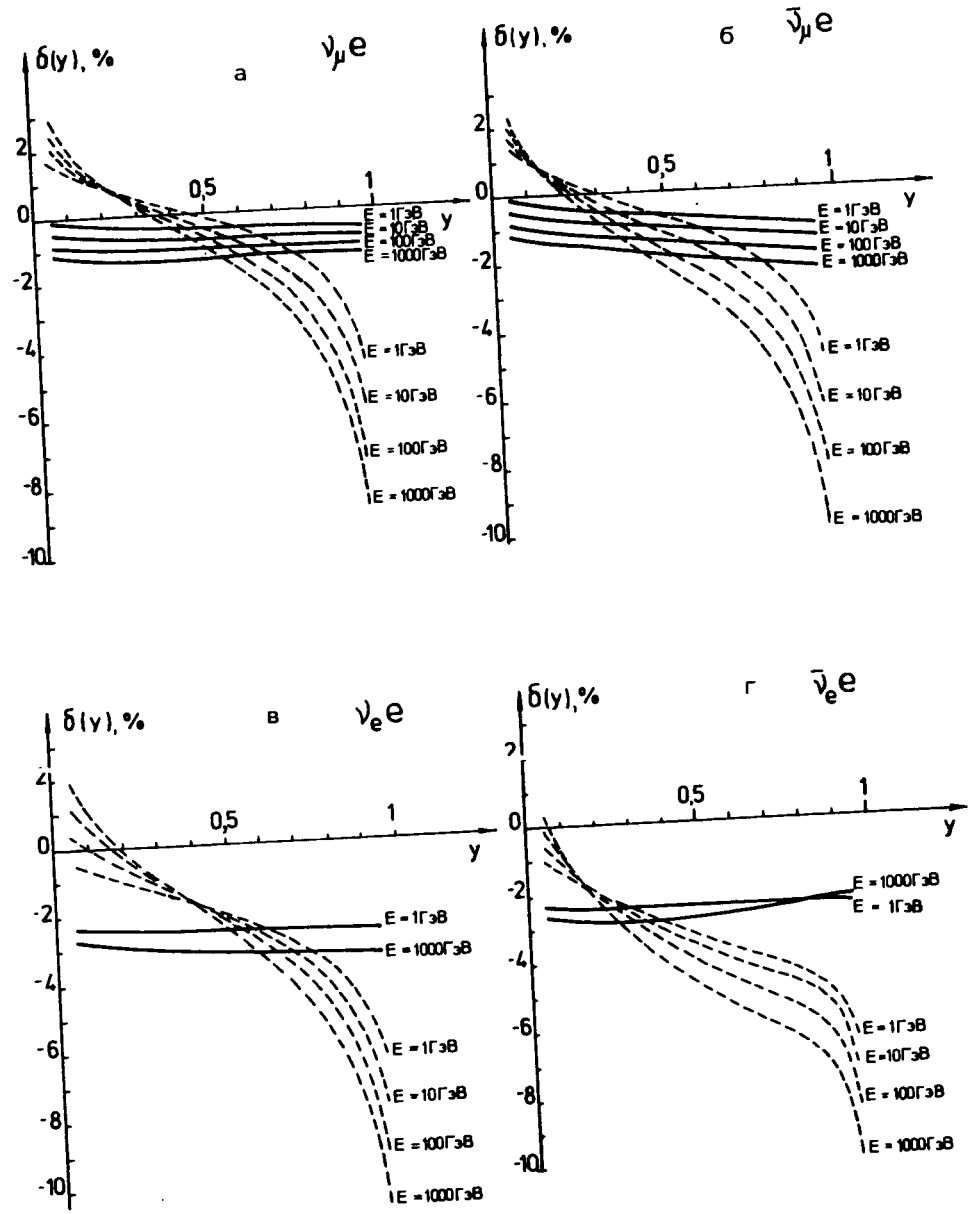 δ(y), %
а
ν_μe
2
0
0,5
1
y
E = 1ГэВ
E = 10ГэВ
E = 100ГэВ
E = 1000ГэВ
-2
-4
-6
-8
-10
E = 1ГэВ
E = 10ГэВ
E = 100ГэВ
E = 1000ГэВ
δ(y), %
б
ν̄_μe
2
0
0,5
1
y
E = 1ГэВ
E = 10ГэВ
E = 100ГэВ
E = 1000ГэВ
-2
-4
-6
-8
-10
E = 1ГэВ
E = 10ГэВ
E = 100ГэВ
E = 1000ГэВ
δ(y), %
в
ν_ee
2
0
0,5
1
y
-2
-4
-6
-8
-10
E = 1ГэВ
E = 1000ГэВ
E = 1ГэВ
E = 10ГэВ
E = 100ГэВ
E = 1000ГэВ
δ(y), %
г
ν̄_ee
2
0
0,5
1
y
-2
-4
-6
-8
-10
E = 1000ГэВ
E = 1ГэВ
E = 1ГэВ
E = 10ГэВ
E = 100ГэВ
E = 1000ГэВ